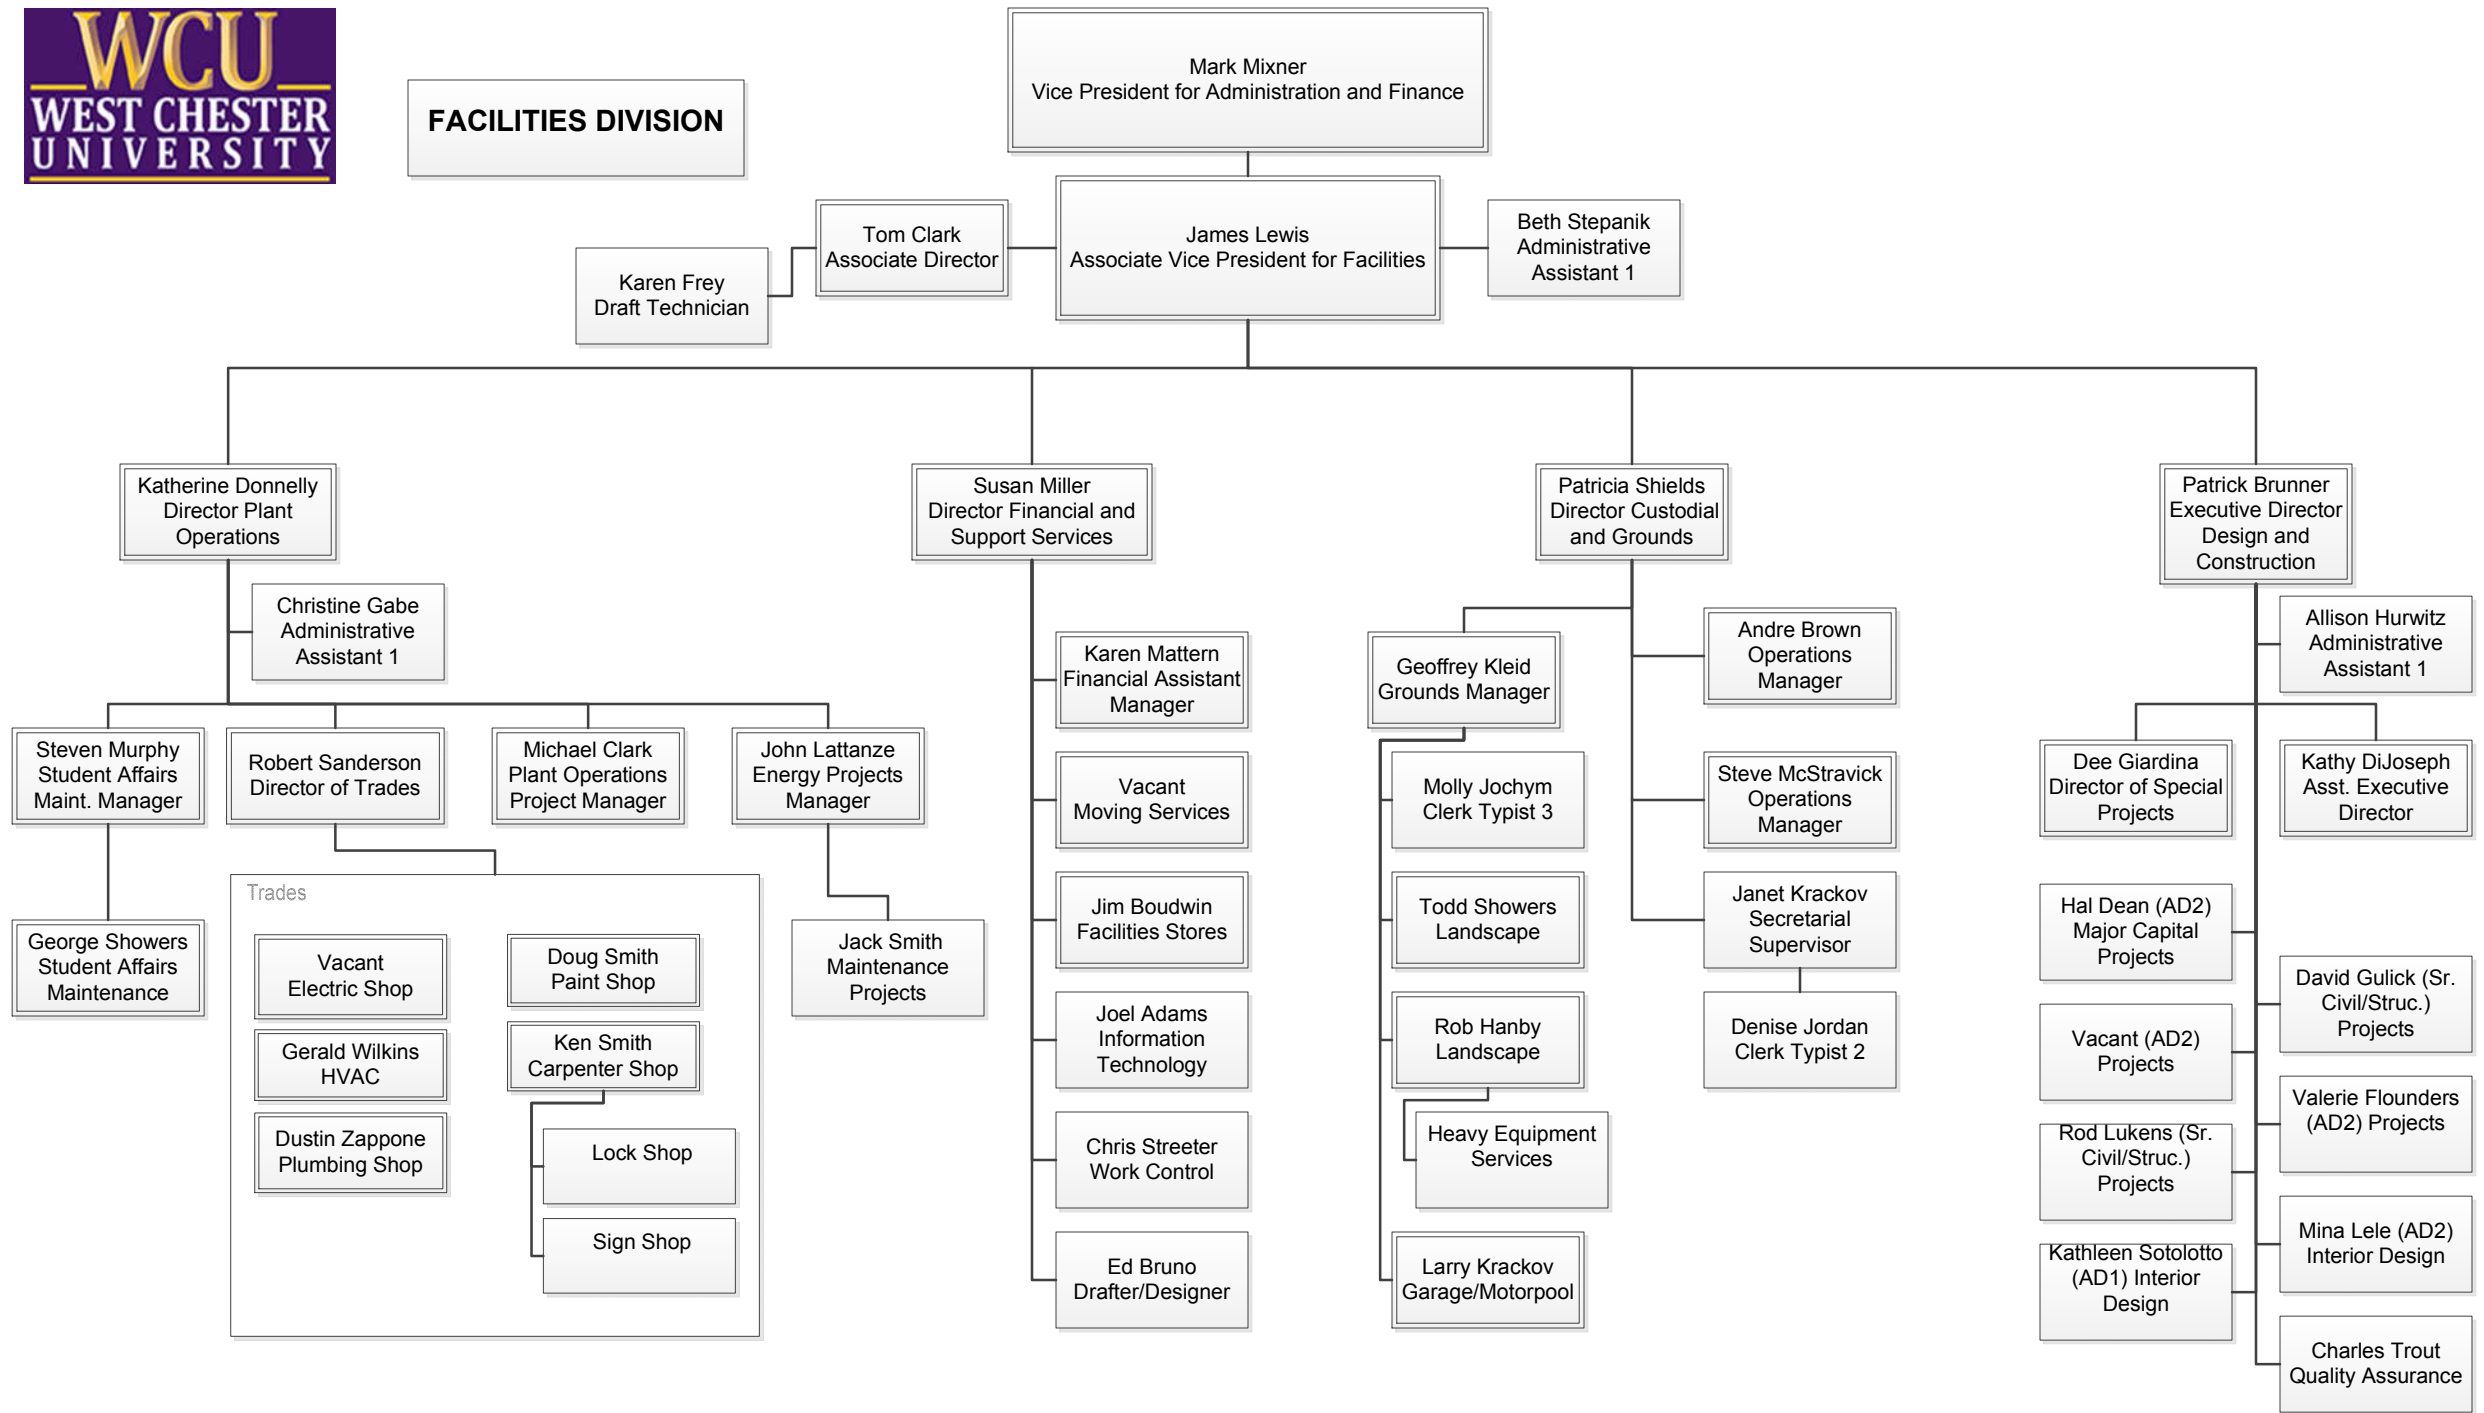 WCU
WEST CHESTER
UNIVERSITY
FACILITIES DIVISION
Mark Mixner
Vice President for Administration and Finance
Tom Clark
Associate Director
James Lewis
Associate Vice President for Facilities
Beth Stepanik
Administrative
Assistant 1
Karen Frey
Draft Technician
Katherine Donnelly
Director Plant
Operations
Susan Miller
Director Financial and
Support Services
Patricia Shields
Director Custodial
and Grounds
Patrick Brunner
Executive Director
Design and
Construction
Christine Gabe
Administrative
Assistant 1
Steven Murphy
Student Affairs
Maint. Manager
Robert Sanderson
Director of Trades
Michael Clark
Plant Operations
Project Manager
John Lattanze
Energy Projects
Manager
George Showers
Student Affairs
Maintenance
Trades
Vacant
Electric Shop
Gerald Wilkins
HVAC
Dustin Zappone
Plumbing Shop
Doug Smith
Paint Shop
Ken Smith
Carpenter Shop
Lock Shop
Sign Shop
Jack Smith
Maintenance
Projects
Karen Mattern
Financial Assistant
Manager
Vacant
Moving Services
Jim Boudwin
Facilities Stores
Joel Adams
Information
Technology
Chris Streeter
Work Control
Ed Bruno
Drafter/Designer
Geoffrey Kleid
Grounds Manager
Molly Jochym
Clerk Typist 3
Todd Showers
Landscape
Rob Hanby
Landscape
Heavy Equipment
Services
Larry Krackov
Garage/Motorpool
Andre Brown
Operations
Manager
Steve McStravick
Operations
Manager
Janet Krackov
Secretarial
Supervisor
Denise Jordan
Clerk Typist 2
Allison Hurwitz
Administrative
Assistant 1
Dee Giardina
Director of Special
Projects
Kathy DiJoseph
Asst. Executive
Director
Hal Dean (AD2)
Major Capital
Projects
Vacant (AD2)
Projects
Rod Lukens (Sr.
Civil/Struc.)
Projects
Kathleen Sotolotto
(AD1) Interior
Design
David Gulick (Sr.
Civil/Struc.)
Projects
Valerie Flounders
(AD2) Projects
Mina Lele (AD2)
Interior Design
Charles Trout
Quality Assurance